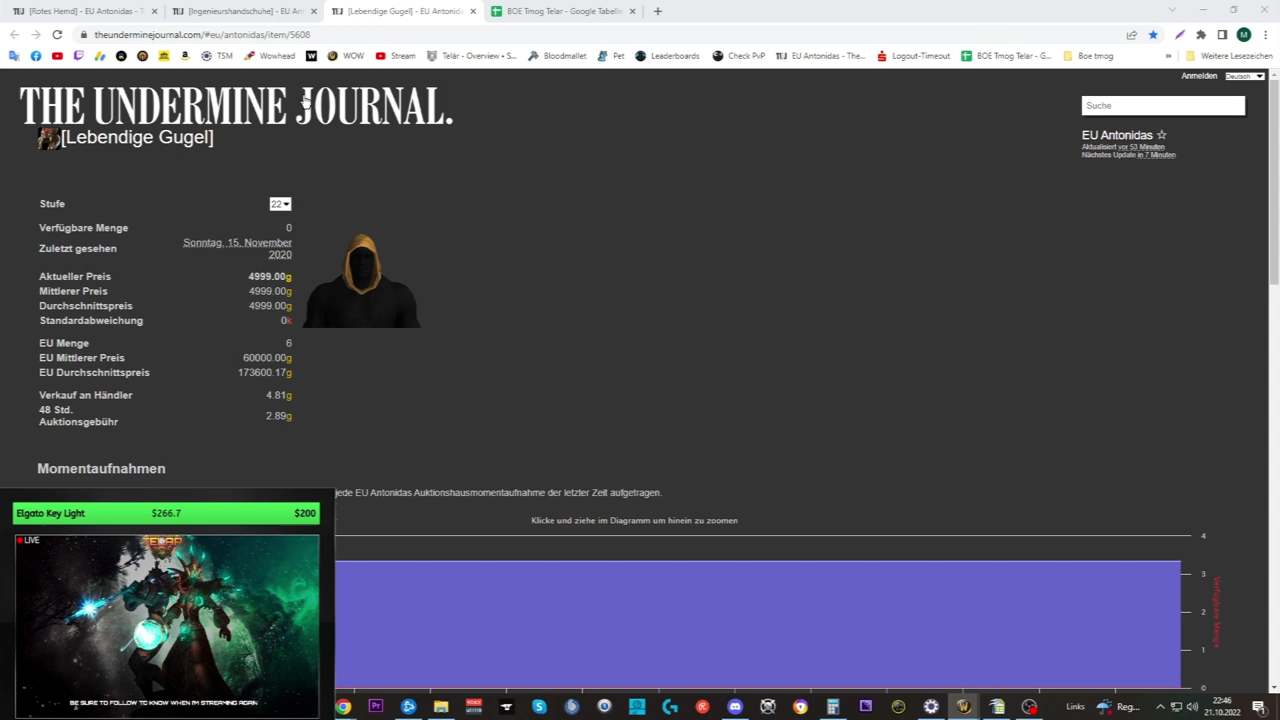 [Rotes Hemd] - EU Antonidas - T
[Ingenieurshandschuhe] - EU Ant
[Lebendige Gugel] - EU Antonida
BOE Tmog Telar - Google Tabelle
theunderminejournal.com/#eu/antonidas/item/5608
TSM
Wowhead
WOW
Stream
Telár - Overview • S...
Bloodmallet
Pet
Leaderboards
Check PvP
EU Antonidas - The...
Logout-Timeout
BOE Tmog Telar - G...
Boe tmog
»
Weitere Lesezeichen
Anmelden
Deutsch
THE UNDERMINE JOURNAL.
[Lebendige Gugel]
Suche
EU Antonidas ☆
Aktualisiert vor 53 Minuten
Nächstes Update in 7 Minuten
Stufe 22
Verfügbare Menge 0
Zuletzt gesehen Sonntag, 15. November
2020
Aktueller Preis 4999.00g
Mittlerer Preis 4999.00g
Durchschnittspreis 4999.00g
Standardabweichung 0k
EU Menge 6
EU Mittlerer Preis 60000.00g
EU Durchschnittspreis 173600.17g
Verkauf an Händler 4.81g
48 Std.
Auktionsgebühr 2.89g
Momentaufnahmen
jede EU Antonidas Auktionshausmomentaufnahme der letzter Zeit aufgetragen.
Klicke und ziehe im Diagramm um hinein zu zoomen
4
3
2
1
0
Verfügbare Menge
Elgato Key Light $266.7 $200
LIVE
TELAR
BE SURE TO FOLLOW TO KNOW WHEN I'M STREAMING AGAIN
Links
Reg...
22:46
21.10.2022